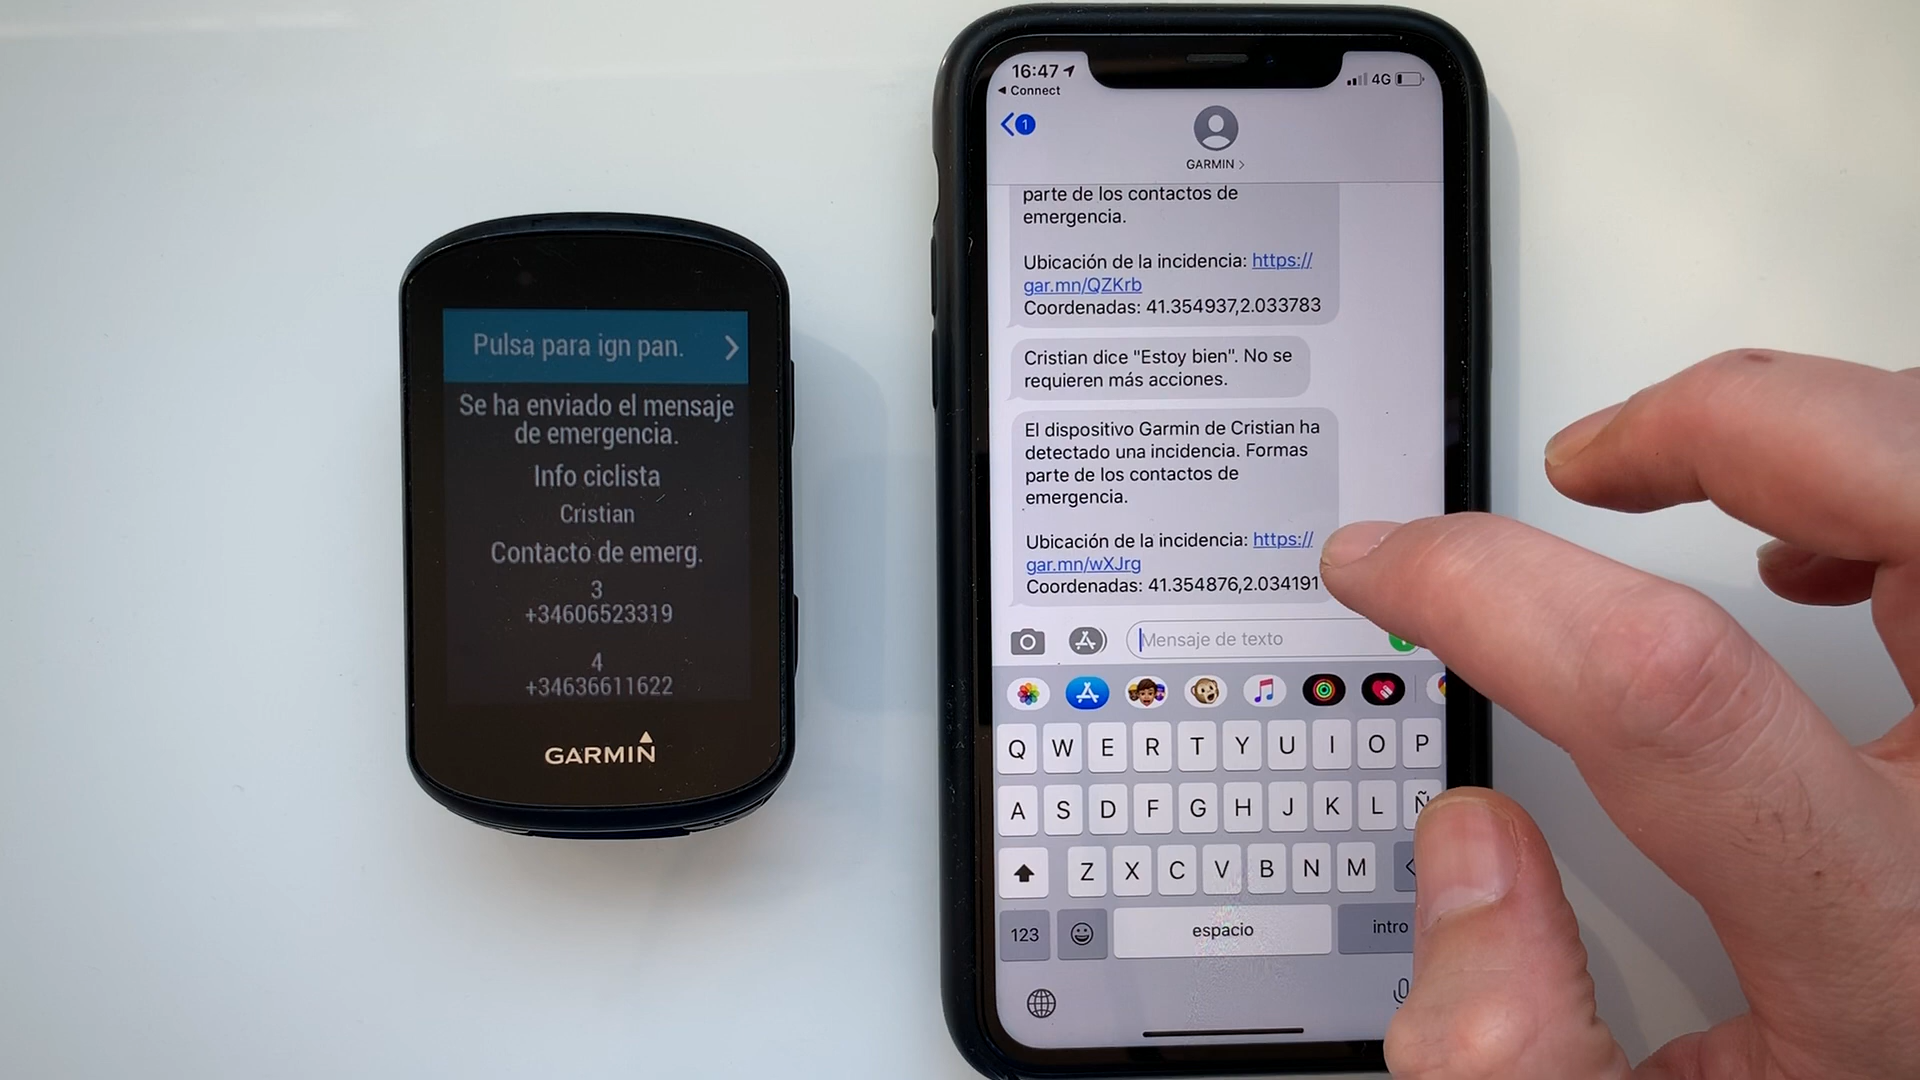 Pulsa para ign pan.
Se ha enviado el mensaje
de emergencia.
Info ciclista
Cristian
Contacto de emerg.
3
+34606523319
4
+34636611622
GARMIN
16:47
Connect
4G
1
GARMIN
parte de los contactos de
emergencia.
Ubicación de la incidencia: https://
gar.mn/QZKrb
Coordenadas: 41.354937,2.033783
Cristian dice "Estoy bien". No se
requieren más acciones.
El dispositivo Garmin de Cristian ha
detectado una incidencia. Formas
parte de los contactos de
emergencia.
Ubicación de la incidencia: https://
gar.mn/wXJrg
Coordenadas: 41.354876,2.034191
Mensaje de texto
Q W E R T Y U I O P
A S D F G H J K L Ñ
Z X C V B N M
123 espacio intro